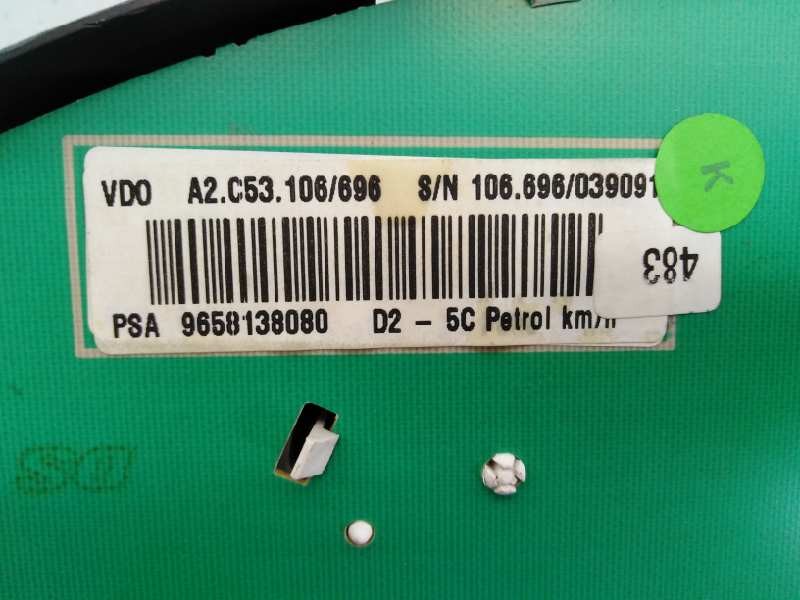 VDO A2.C53.106/696 S/N 106.696/039091
K
483
PSA 9658138080 D2 - 5C Petrol km/h